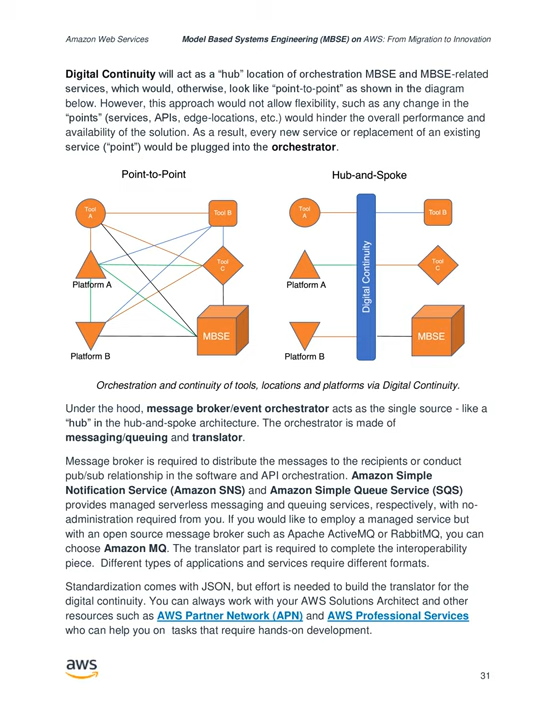 Amazon Web Services Model Based Systems Engineering (MBSE) on AWS: From Migration to Innovation
Digital Continuity will act as a “hub” location of orchestration MBSE and MBSE-related
services, which would, otherwise, look like “point-to-point” as shown in the diagram
below. However, this approach would not allow flexibility, such as any change in the
“points” (services, APIs, edge-locations, etc.) would hinder the overall performance and
availability of the solution. As a result, every new service or replacement of an existing
service (“point”) would be plugged into the orchestrator.
Point-to-Point
Tool
A
Tool B
Tool
C
Platform A
MBSE
Platform B
Hub-and-Spoke
Tool
A
Digital Continuity
Tool B
Tool
C
Platform A
MBSE
Platform B
Orchestration and continuity of tools, locations and platforms via Digital Continuity.
Under the hood, message broker/event orchestrator acts as the single source - like a
“hub” in the hub-and-spoke architecture. The orchestrator is made of
messaging/queuing and translator.
Message broker is required to distribute the messages to the recipients or conduct
pub/sub relationship in the software and API orchestration. Amazon Simple
Notification Service (Amazon SNS) and Amazon Simple Queue Service (SQS)
provides managed serverless messaging and queuing services, respectively, with no-
administration required from you. If you would like to employ a managed service but
with an open source message broker such as Apache ActiveMQ or RabbitMQ, you can
choose Amazon MQ. The translator part is required to complete the interoperability
piece. Different types of applications and services require different formats.
Standardization comes with JSON, but effort is needed to build the translator for the
digital continuity. You can always work with your AWS Solutions Architect and other
resources such as AWS Partner Network (APN) and AWS Professional Services
who can help you on tasks that require hands-on development.
aws
31